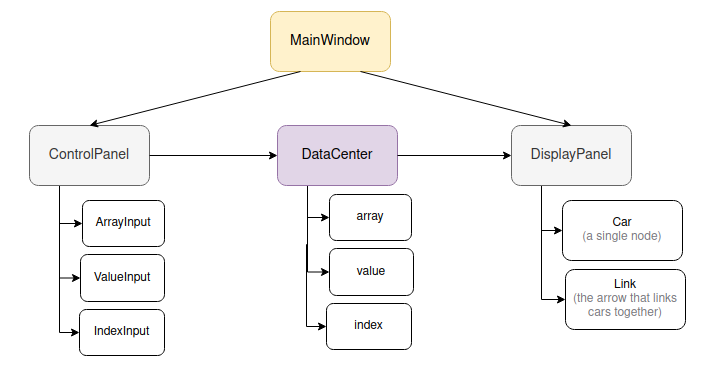 MainWindow
ControlPanel
DataCenter
DisplayPanel
ArrayInput
ValueInput
IndexInput
array
value
index
Car
(a single node)
Link
(the arrow that links
cars together)